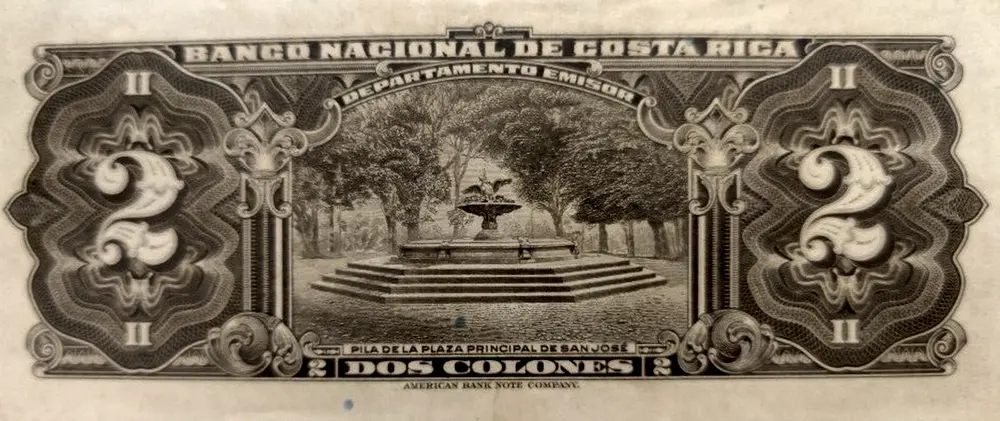 BANCO NACIONAL DE COSTA RICA
DEPARTAMENTO EMISOR
II II
2 2
II II
PILA DE LA PLAZA PRINCIPAL DE SAN JOSÉ
2 DOS COLONES 2
AMERICAN BANK NOTE COMPANY.